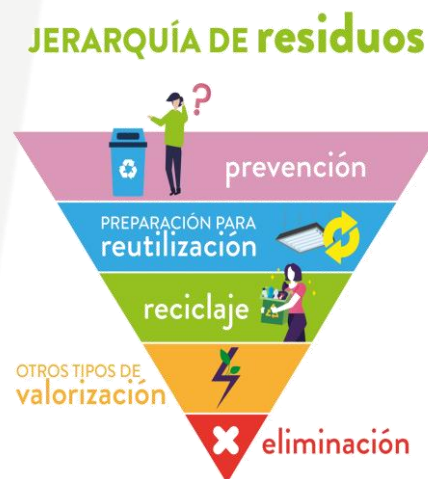 JERARQUÍA DE residuos
?
prevención
PREPARACIÓN PARA
reutilización
reciclaje
OTROS TIPOS DE
valorización
eliminación